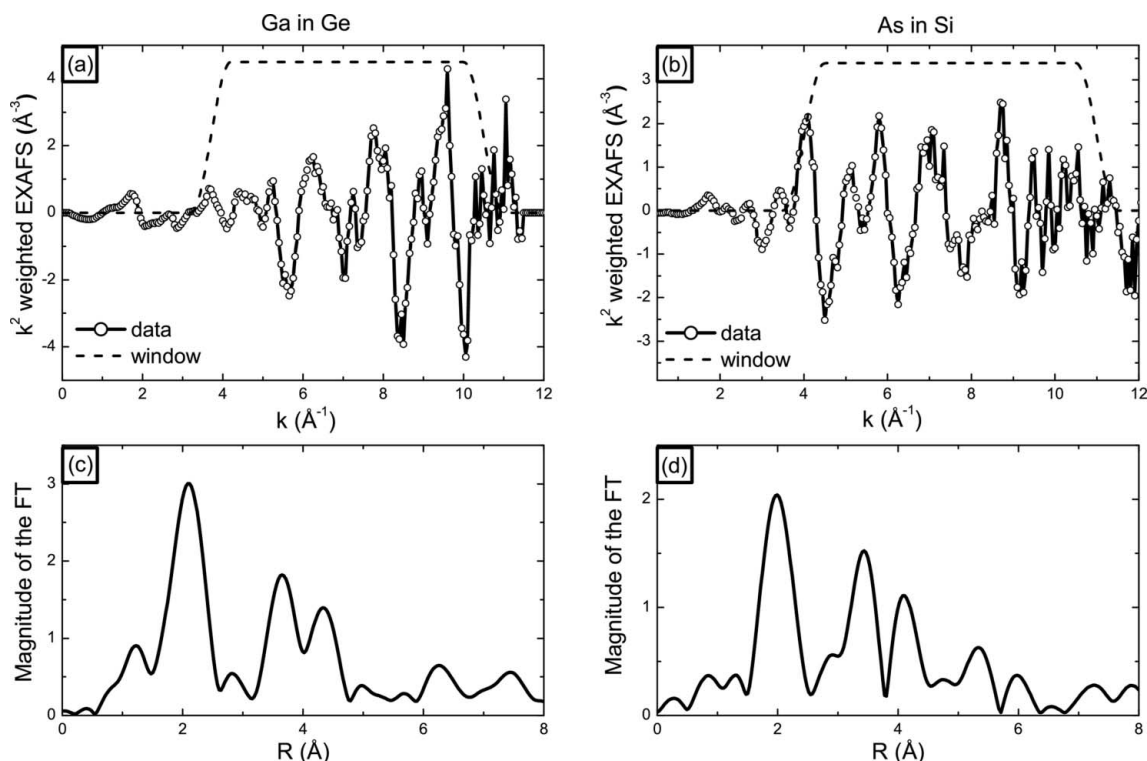 Ga in Ge
As in Si
(a)
k² weighted EXAFS (Å⁻³)
4
2
0
-2
-4
data
window
0 2 4 6 8 10 12
k (Å⁻¹)
(b)
k² weighted EXAFS (Å⁻³)
3
2
1
0
-1
-2
-3
data
window
2 4 6 8 10 12
k (Å⁻¹)
(c)
Magnitude of the FT
3
2
1
0
0 2 4 6 8
R (Å)
(d)
Magnitude of the FT
2
1
0
0 2 4 6 8
R (Å)